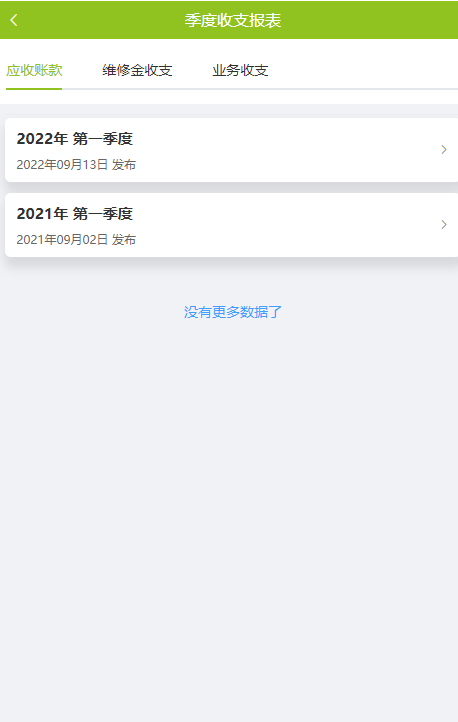 季度收支报表
应收账款 维修金收支 业务收支
2022年 第一季度
2022年09月13日 发布
2021年 第一季度
2021年09月02日 发布
没有更多数据了